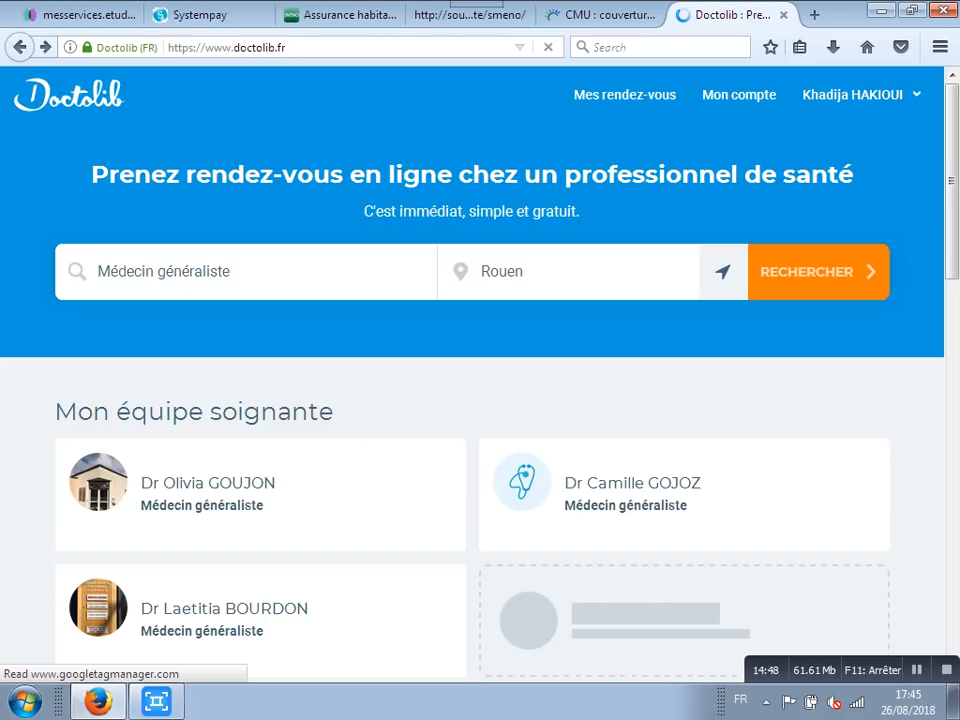 messervices.etud...
Systempay
Assurance habita...
http://sou...te/smeno/
CMU : couvertur...
Doctolib : Pre...
Doctolib (FR)
https://www.doctolib.fr
Search
Doctolib
Mes rendez-vous
Mon compte
Khadija HAKIOUI
Prenez rendez-vous en ligne chez un professionnel de santé
C'est immédiat, simple et gratuit.
Médecin généraliste
Rouen
RECHERCHER
Mon équipe soignante
Dr Olivia GOUJON
Médecin généraliste
Dr Camille GOJOZ
Médecin généraliste
Dr Laetitia BOURDON
Médecin généraliste
Read www.googletagmanager.com
14:48
61.61 Mb
F11: Arrêter
FR
17:45
26/08/2018